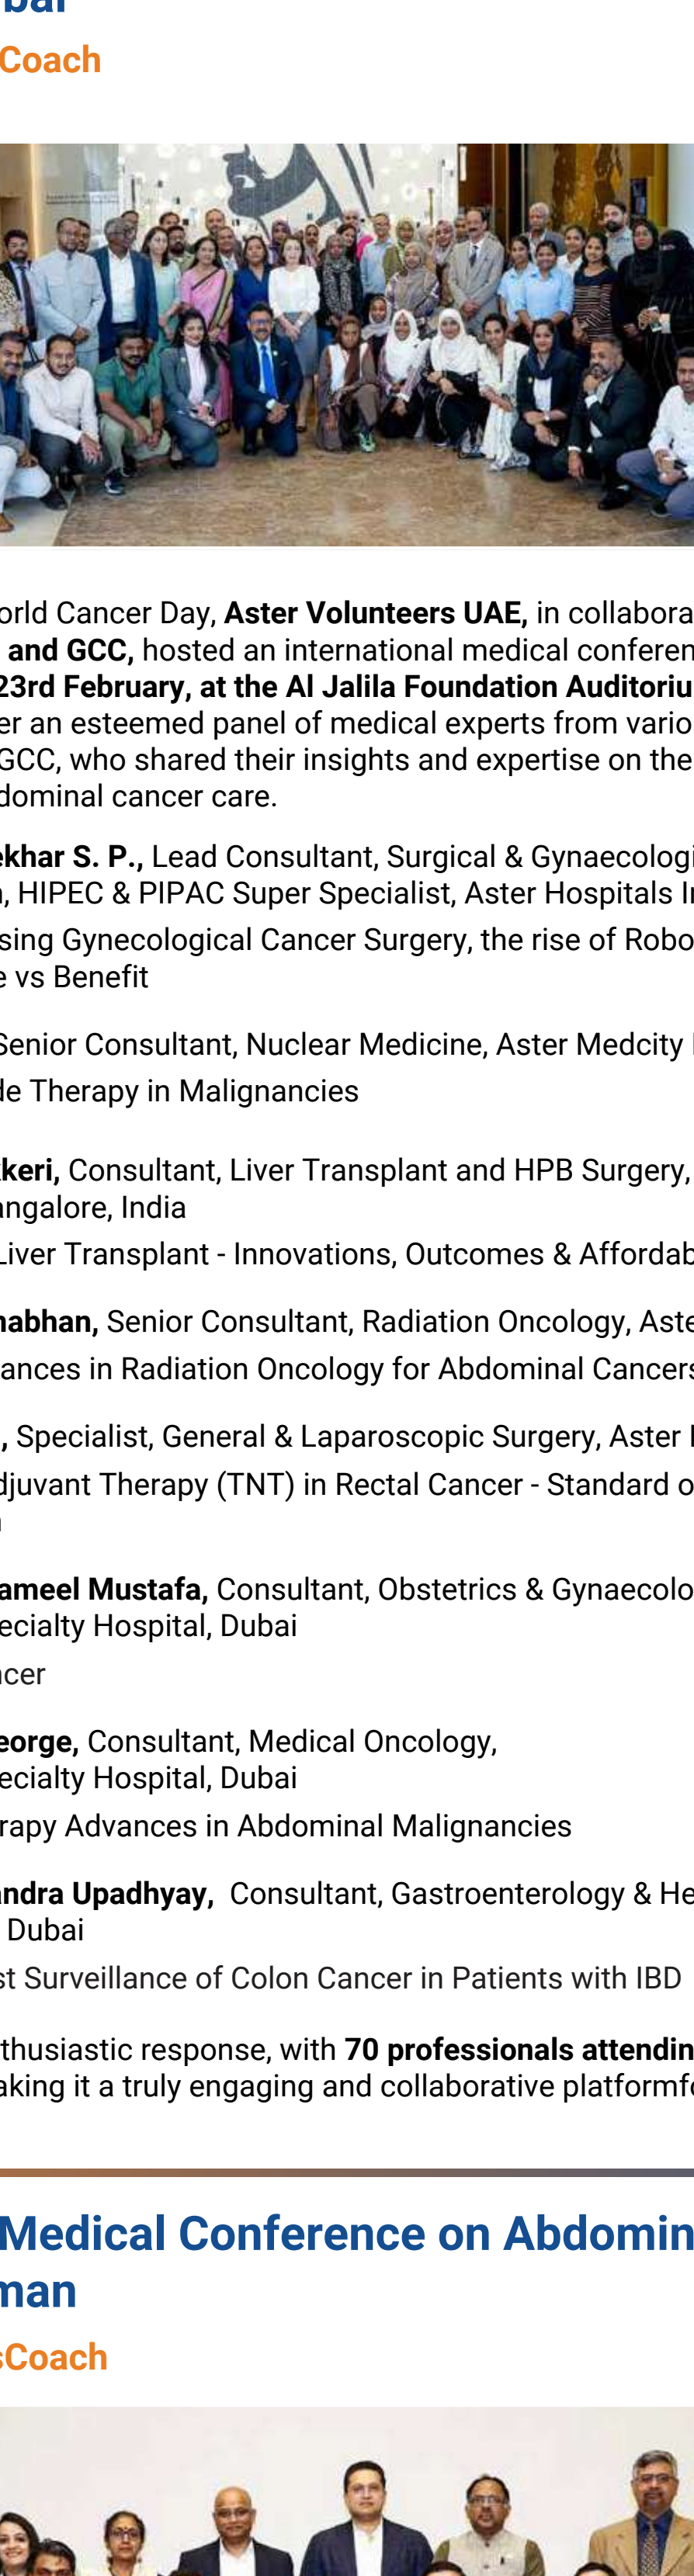 Coach
World Cancer Day, Aster Volunteers UAE, in collabora
and GCC, hosted an international medical conferen
23rd February, at the Al Jalila Foundation Auditoriu
er an esteemed panel of medical experts from vario
GCC, who shared their insights and expertise on the
dominal cancer care.
ekhar S. P., Lead Consultant, Surgical & Gynaecologi
, HIPEC & PIPAC Super Specialist, Aster Hospitals I
sing Gynecological Cancer Surgery, the rise of Robo
e vs Benefit
Senior Consultant, Nuclear Medicine, Aster Medcity
de Therapy in Malignancies
keri, Consultant, Liver Transplant and HPB Surgery,
angalore, India
Liver Transplant - Innovations, Outcomes & Affordab
nabhan, Senior Consultant, Radiation Oncology, Aste
ances in Radiation Oncology for Abdominal Cancers
, Specialist, General & Laparoscopic Surgery, Aster
djuvant Therapy (TNT) in Rectal Cancer - Standard o
ameel Mustafa, Consultant, Obstetrics & Gynaecolo
ecialty Hospital, Dubai
ncer
eorge, Consultant, Medical Oncology,
ecialty Hospital, Dubai
rapy Advances in Abdominal Malignancies
andra Upadhyay, Consultant, Gastroenterology & He
Dubai
st Surveillance of Colon Cancer in Patients with IBD
thusiastic response, with 70 professionals attendin
aking it a truly engaging and collaborative platformfo
Medical Conference on Abdomin
man
sCoach